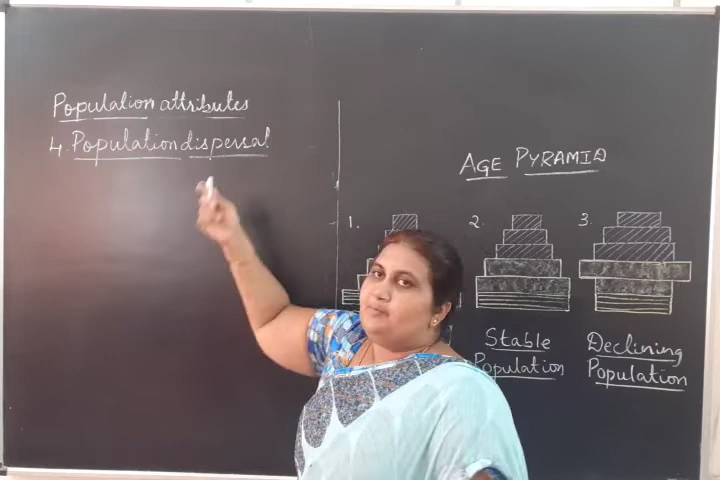 Population attributes
4. Population dispersal
AGE PYRAMID
1.
2.
3.
Stable
Population
Declining
Population